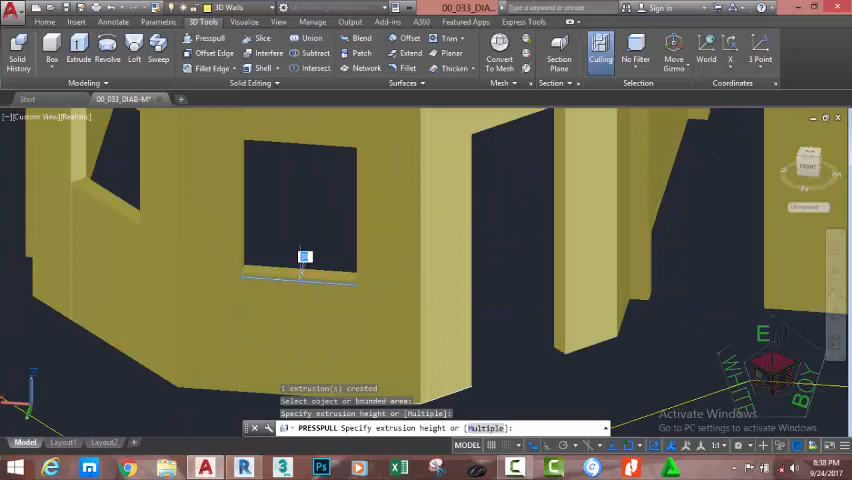 3D Walls
00_033_DIA...
Type a keyword or phrase
Sign In
Home Insert Annotate Parametric 3D Tools Visualize View Manage Output Add-ins A360 Featured Apps Express Tools
Solid History
Box Extrude Revolve Loft Sweep
Presspull
Offset Edge
Fillet Edge
Slice
Interfere
Shell
Union
Subtract
Intersect
Blend
Patch
Network
Offset
Extend
Fillet
Trim
Planar
Thicken
Convert To Mesh
Section Plane
Culling
No Filter
Move Gizmo
World
X
3 Point
Modeling Solid Editing Surfaces Mesh Section Selection Coordinates
Start 00_033_DIAB-M*
[−][Custom View][Realistic]
FRONT
Unnamed
Z
WHITE
BOY
1 extrusion(s) created
Select object or bounded area:
Specify extrusion height or [Multiple]:
PRESSPULL Specify extrusion height or [Multiple]:
Activate Windows
Go to PC settings to activate Windows.
Model Layout1 Layout2
MODEL
1:1
8:38 PM
9/24/2017